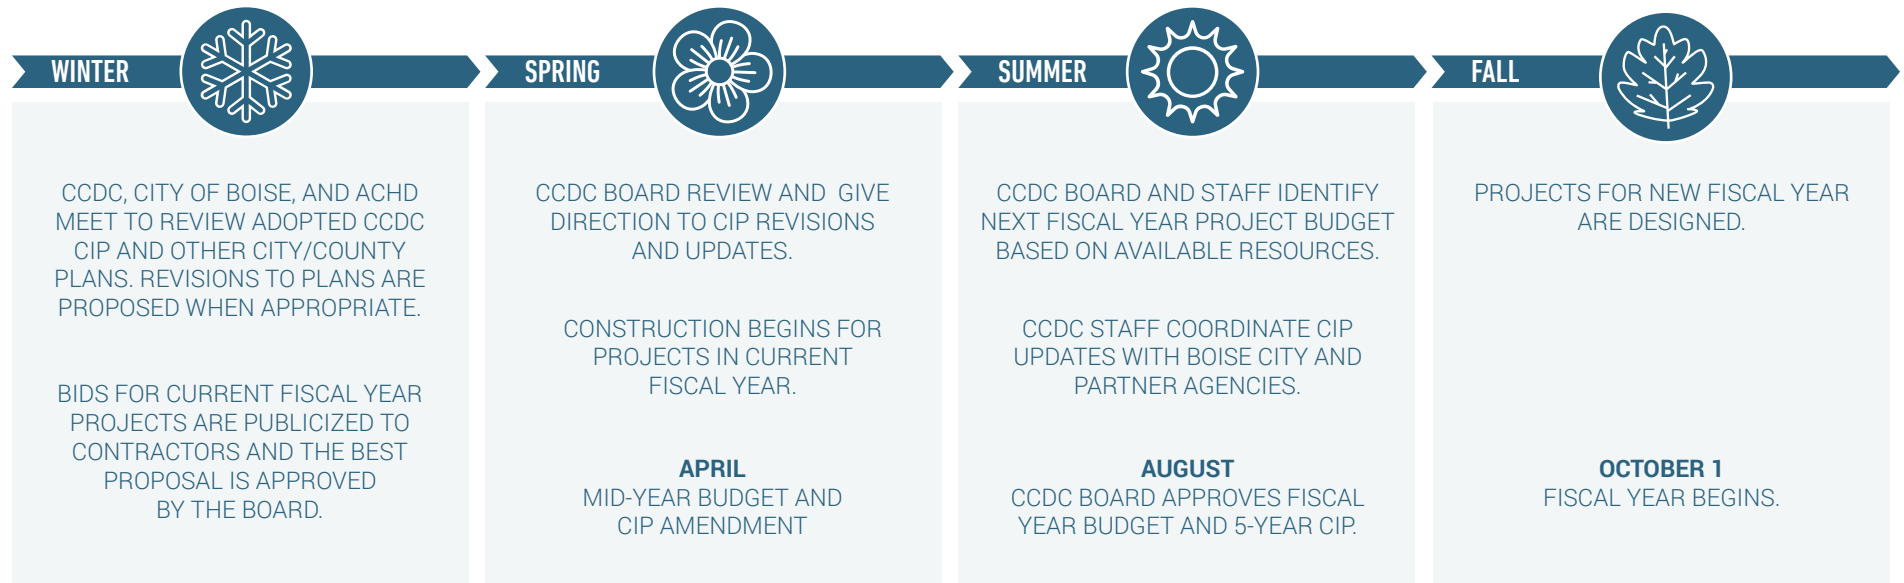 WINTER
CCDC, CITY OF BOISE, AND ACHD
MEET TO REVIEW ADOPTED CCDC
CIP AND OTHER CITY/COUNTY
PLANS. REVISIONS TO PLANS ARE
PROPOSED WHEN APPROPRIATE.
BIDS FOR CURRENT FISCAL YEAR
PROJECTS ARE PUBLICIZED TO
CONTRACTORS AND THE BEST
PROPOSAL IS APPROVED
BY THE BOARD.
SPRING
CCDC BOARD REVIEW AND GIVE
DIRECTION TO CIP REVISIONS
AND UPDATES.
CONSTRUCTION BEGINS FOR
PROJECTS IN CURRENT
FISCAL YEAR.
APRIL
MID-YEAR BUDGET AND
CIP AMENDMENT
SUMMER
CCDC BOARD AND STAFF IDENTIFY
NEXT FISCAL YEAR PROJECT BUDGET
BASED ON AVAILABLE RESOURCES.
CCDC STAFF COORDINATE CIP
UPDATES WITH BOISE CITY AND
PARTNER AGENCIES.
AUGUST
CCDC BOARD APPROVES FISCAL
YEAR BUDGET AND 5-YEAR CIP.
FALL
PROJECTS FOR NEW FISCAL YEAR
ARE DESIGNED.
OCTOBER 1
FISCAL YEAR BEGINS.